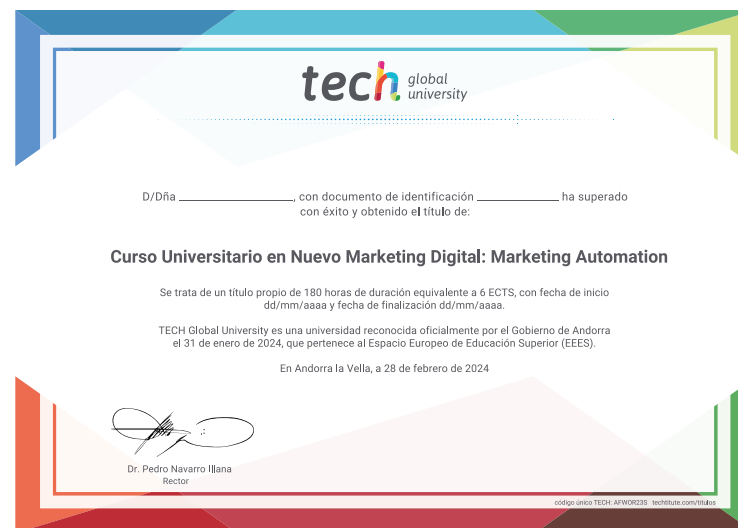 tech global university
D/Dña ____________________, con documento de identificación ______________ ha superado
con éxito y obtenido el título de:
Curso Universitario en Nuevo Marketing Digital: Marketing Automation
Se trata de un título propio de 180 horas de duración equivalente a 6 ECTS, con fecha de inicio
dd/mm/aaaa y fecha de finalización dd/mm/aaaa.
TECH Global University es una universidad reconocida oficialmente por el Gobierno de Andorra
el 31 de enero de 2024, que pertenece al Espacio Europeo de Educación Superior (EEES).
En Andorra la Vella, a 28 de febrero de 2024
Dr. Pedro Navarro Illana
Rector
código único TECH: AFWOR23S techtitute.com/titulos